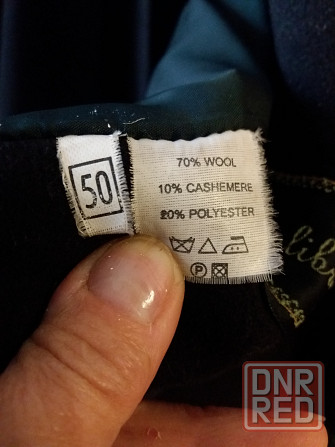 50
70% WOOL
10% CASHEMERE
20% POLYESTER
P
DNR
RED